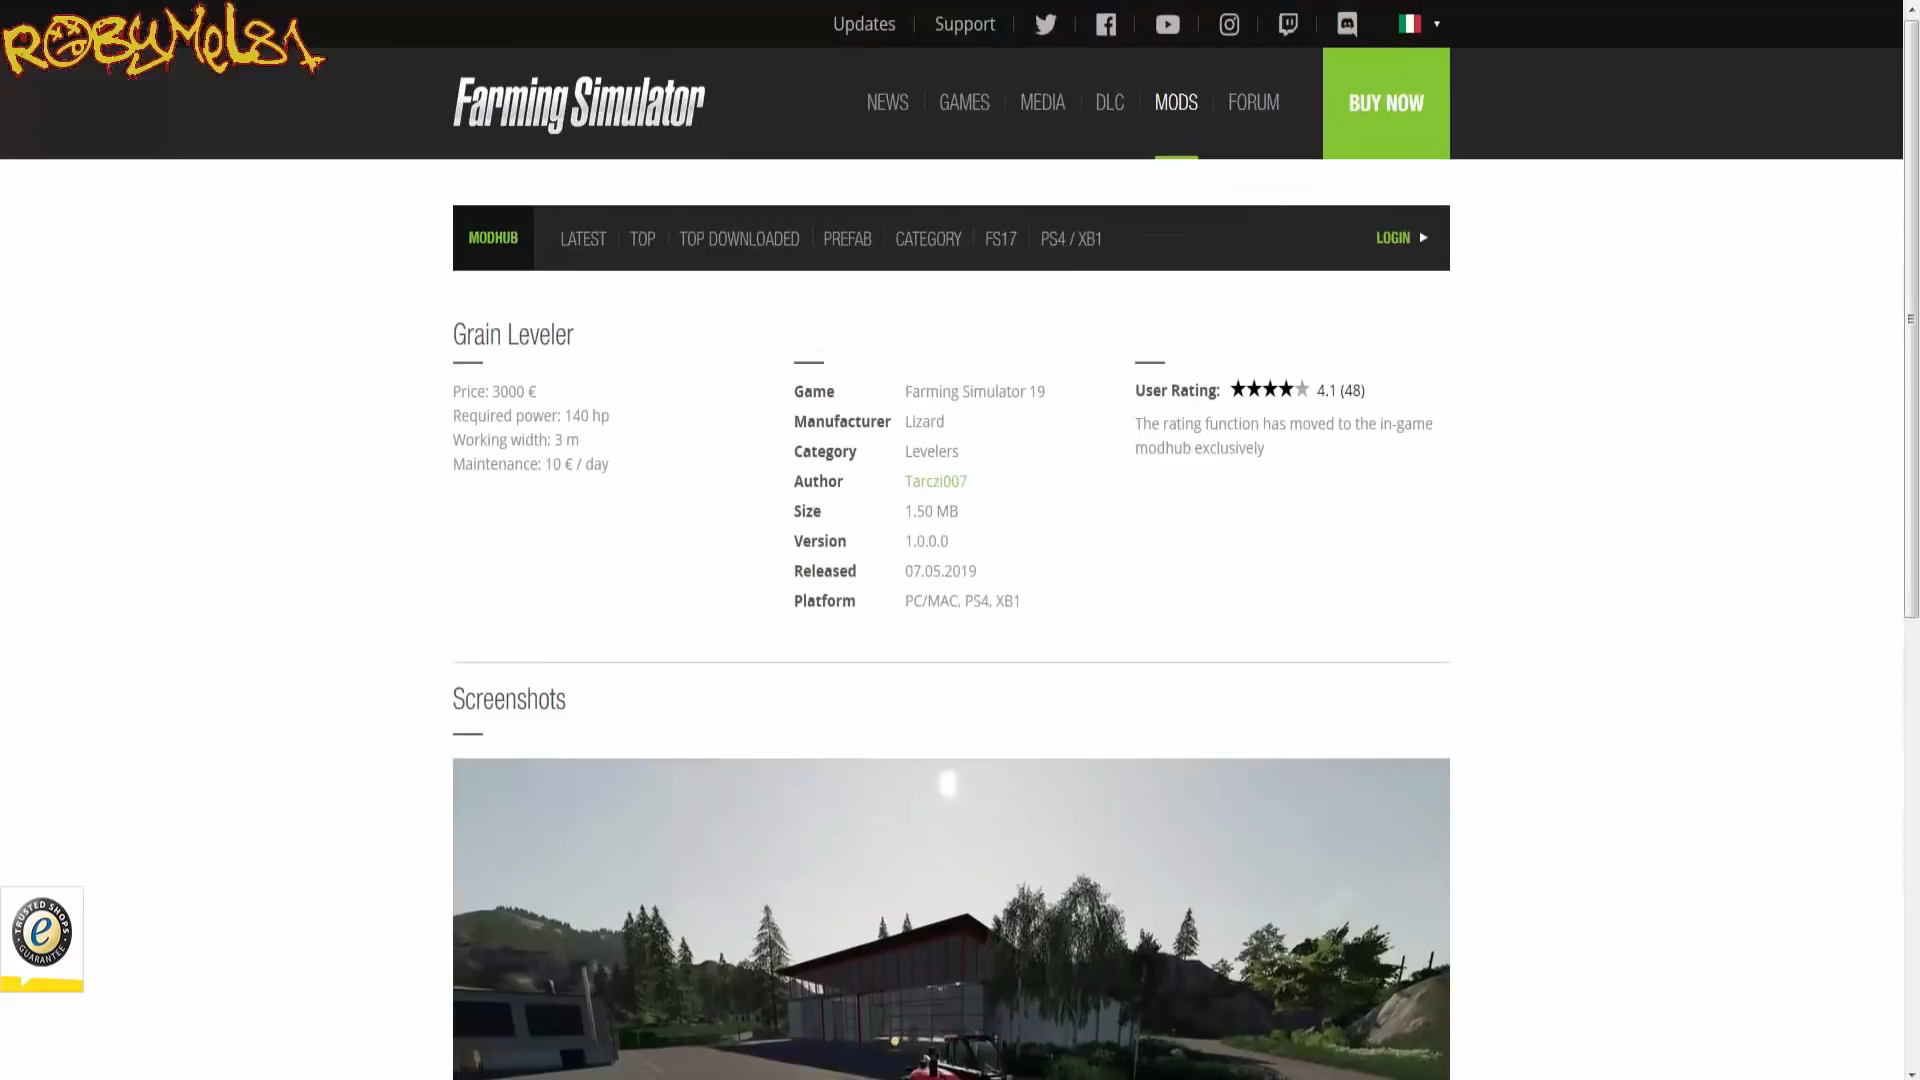 RObyMel81
Updates
Support
Farming Simulator
NEWS
GAMES
MEDIA
DLC
MODS
FORUM
BUY NOW
MODHUB
LATEST
TOP
TOP DOWNLOADED
PREFAB
CATEGORY
FS17
PS4 / XB1
LOGIN
Grain Leveler
Price: 3000 €
Required power: 140 hp
Working width: 3 m
Maintenance: 10 € / day
Game Farming Simulator 19
Manufacturer Lizard
Category Levelers
Author Tarczi007
Size 1.50 MB
Version 1.0.0.0
Released 07.05.2019
Platform PC/MAC, PS4, XB1
User Rating: 4.1 (48)
The rating function has moved to the in-game
modhub exclusively
Screenshots
TRUSTED SHOPS
e
GUARANTEE